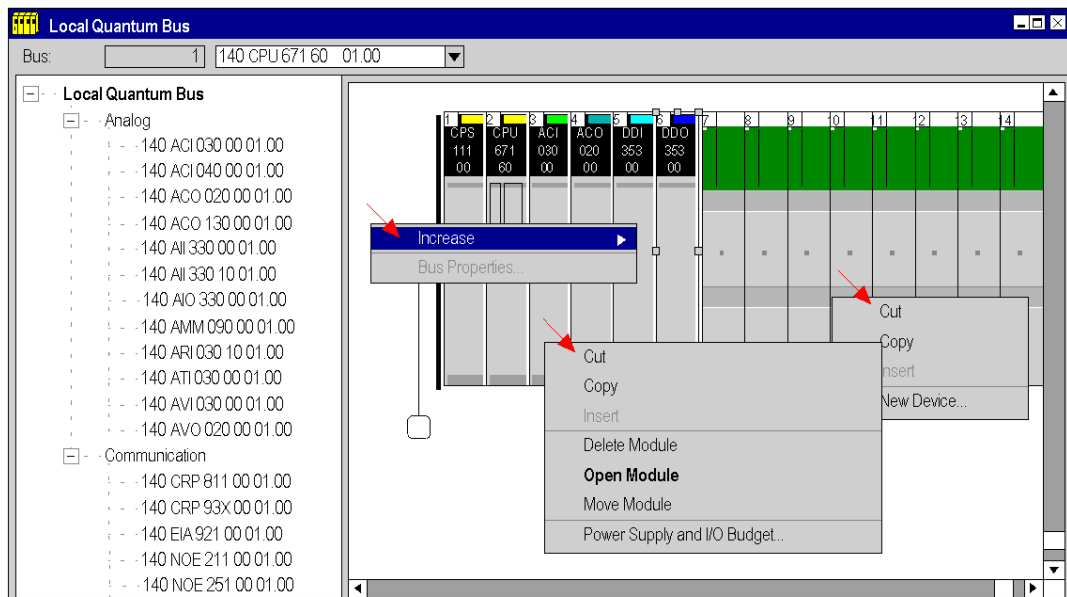 Local Quantum Bus
Bus: 1 140 CPU 671 60 01.00
Local Quantum Bus
Analog
140 ACI 030 00 01.00
140 ACI 040 00 01.00
140 ACO 020 00 01.00
140 ACO 130 00 01.00
140 AII 330 00 01.00
140 AII 330 10 01.00
140 AIO 330 00 01.00
140 AMM 090 00 01.00
140 ARI 030 10 01.00
140 ATI 030 00 01.00
140 AVI 030 00 01.00
140 AVO 020 00 01.00
Communication
140 CRP 811 00 01.00
140 CRP 93X 00 01.00
140 EIA 921 00 01.00
140 NOE 211 00 01.00
140 NOE 251 00 01.00
1 2 3 4 5 6 7 8 9 10 11 12 13 14
CPS CPU ACI ACO DDI DDO
111 671 030 020 353 353
00 60 00 00 00 00
Increase
Bus Properties...
Cut
Copy
Insert
Delete Module
Open Module
Move Module
Power Supply and I/O Budget...
Cut
Copy
Insert
New Device...